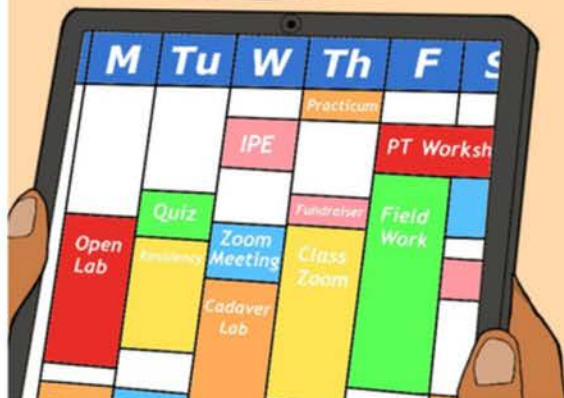 M Tu W Th F S
Practicum
IPE
PT Worksh
Quiz
Fundraiser
Field
Work
Open
Lab
Residency
Zoom
Meeting
Class
Zoom
Cadaver
Lab